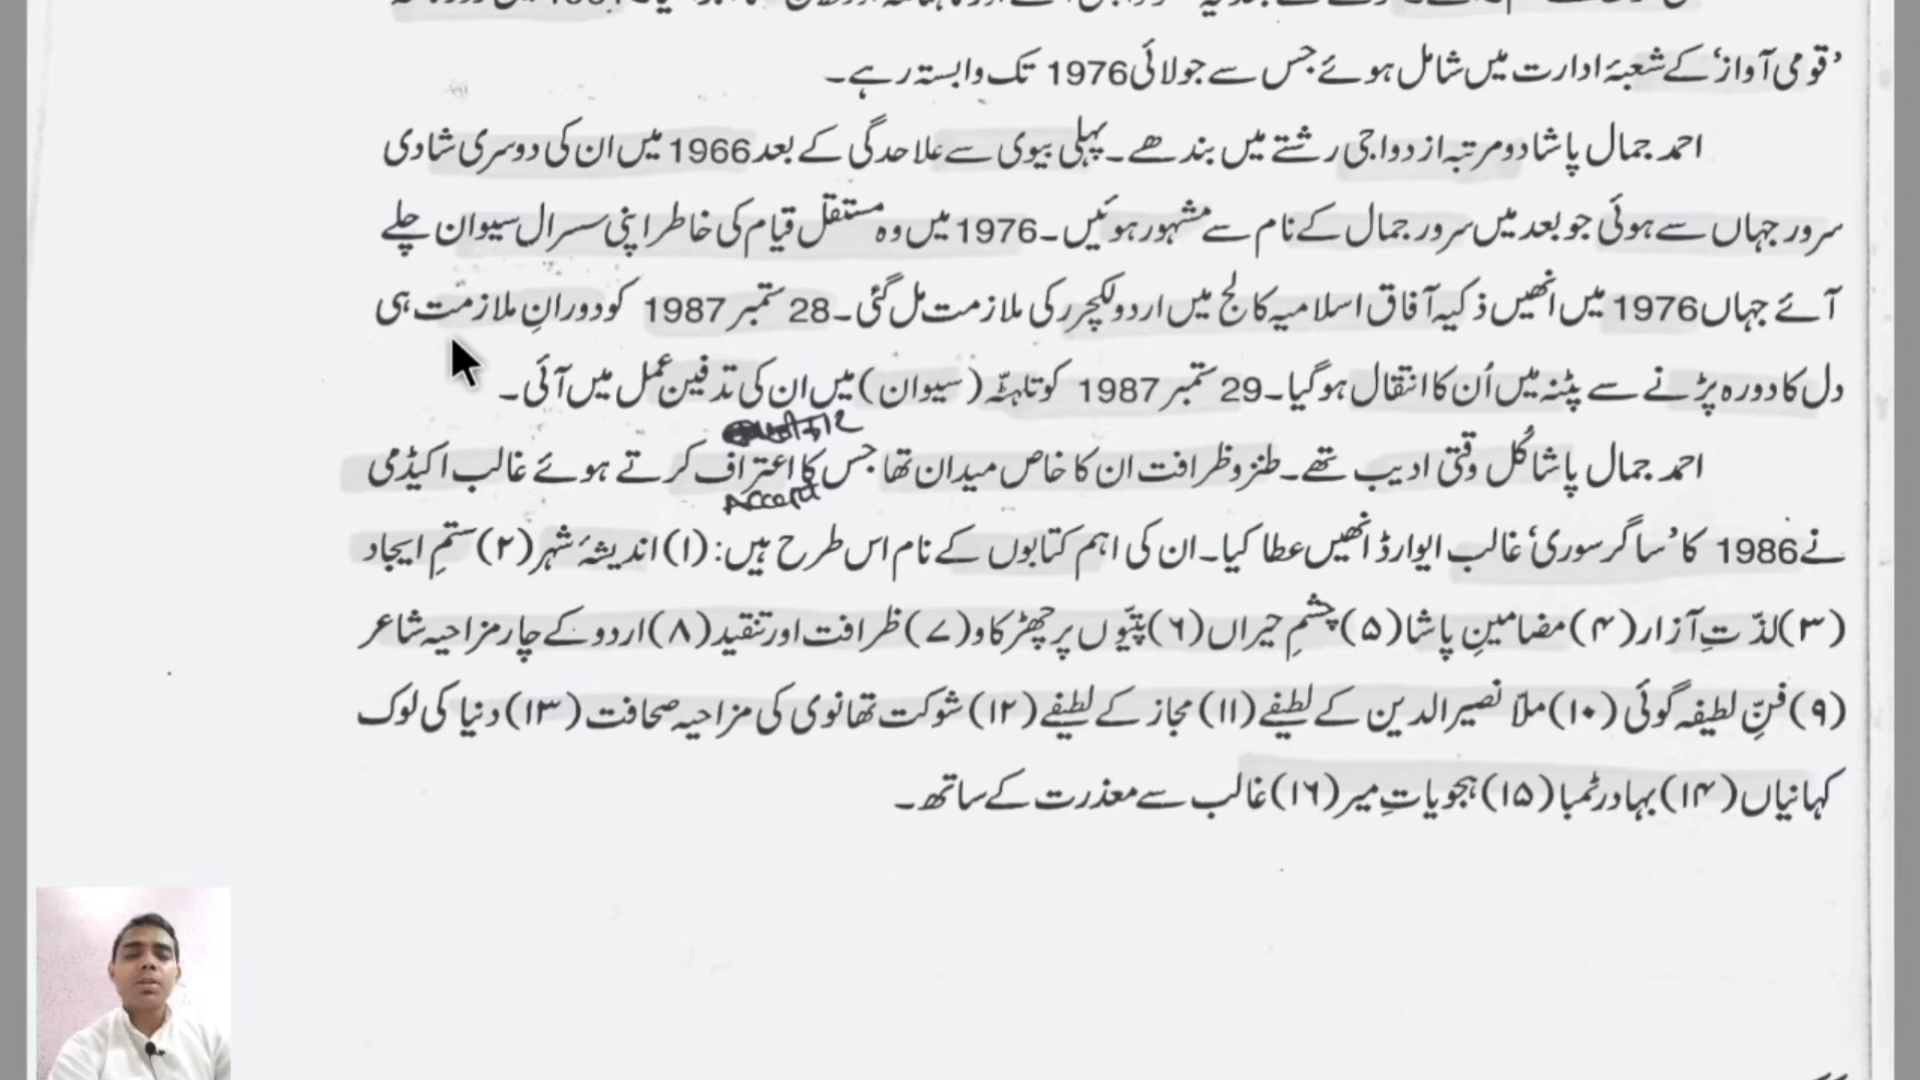 ’قومی آواز‘ کے شعبۂ ادارت میں شامل ہوئے جس سے جولائی 1976 تک وابستہ رہے۔
احمد جمال پاشا دو مرتبہ ازدواجی رشتے میں بندھے۔ پہلی بیوی سے علاحدگی کے بعد 1966 میں ان کی دوسری شادی
سرور جہاں سے ہوئی جو بعد میں سرور جمال کے نام سے مشہور ہوئیں۔ 1976 میں وہ مستقل قیام کی خاطر اپنی سسرال سیوان چلے
آئے جہاں 1976 میں انھیں ذکیہ آفاق اسلامیہ کالج میں اردو لکچرر کی ملازمت مل گئی۔ 28 ستمبر 1987 کو دورانِ ملازمت ہی
دل کا دورہ پڑنے سے پٹنہ میں اُن کا انتقال ہو گیا۔ 29 ستمبر 1987 کو تاہٹہ (سیوان) میں ان کی تدفین عمل میں آئی۔
احمد جمال پاشا کُل وقتی ادیب تھے۔ طنز و ظرافت ان کا خاص میدان تھا جس کا اعتراف کرتے ہوئے غالب اکیڈمی
Accept
نے 1986 کا ’ساگر سوری‘ غالب ایوارڈ انھیں عطا کیا۔ ان کی اہم کتابوں کے نام اس طرح ہیں: (۱) اندیشۂ شہر (۲) ستمِ ایجاد
(۳) لذّتِ آزار (۴) مضامینِ پاشا (۵) چشمِ حیراں (۶) پتّیوں پر چھڑکاو (۷) ظرافت اور تنقید (۸) اردو کے چار مزاحیہ شاعر
(۹) فنِّ لطیفہ گوئی (۱۰) ملّا نصیر الدین کے لطیفے (۱۱) مجاز کے لطیفے (۱۲) شوکت تھانوی کی مزاحیہ صحافت (۱۳) دنیا کی لوک
کہانیاں (۱۴) بہادر ٹمبا (۱۵) ہجویاتِ میر (۱۶) غالب سے معذرت کے ساتھ۔